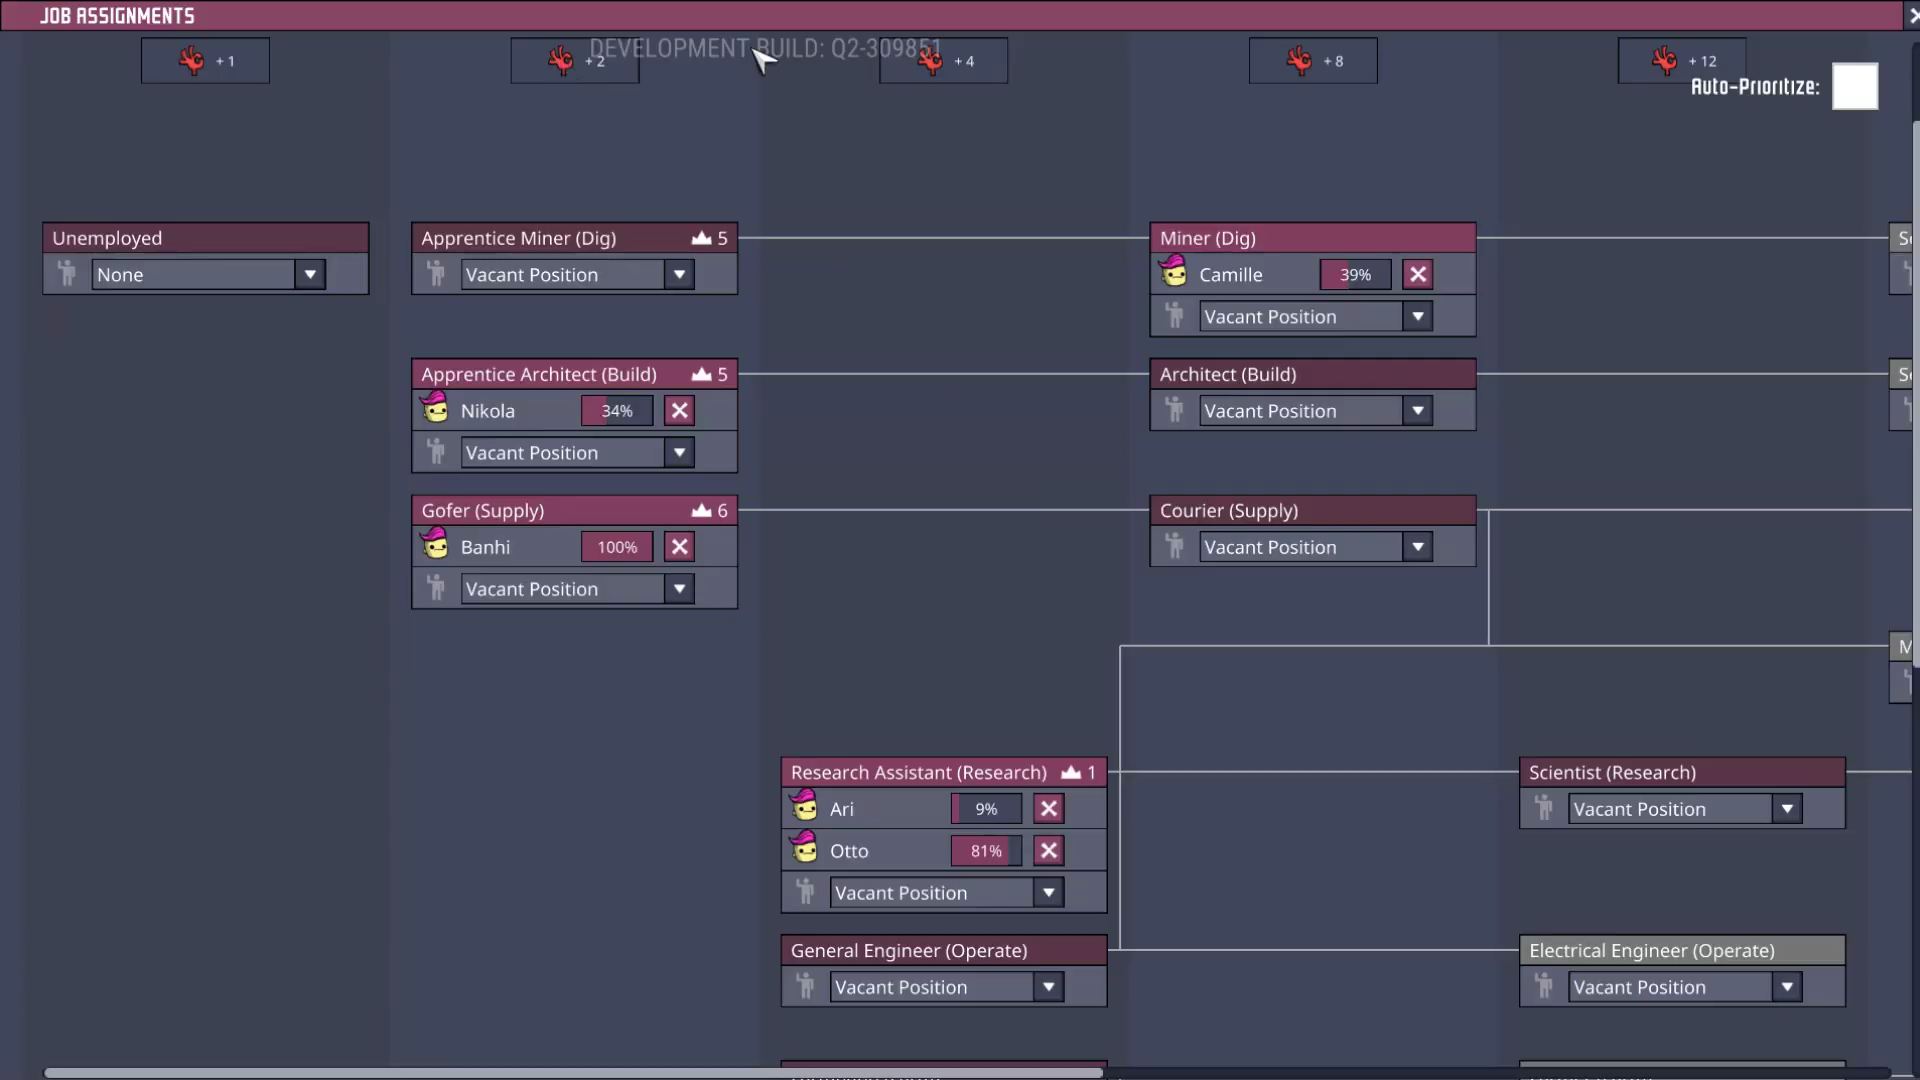 JOB ASSIGNMENTS
DEVELOPMENT BUILD: Q2-309851
+ 1
+ 2
+ 4
+ 8
+ 12
Auto-Prioritize:
Unemployed
None
Apprentice Miner (Dig) 5
Vacant Position
Miner (Dig)
Camille 39%
Vacant Position
Apprentice Architect (Build) 5
Nikola 34%
Vacant Position
Architect (Build)
Vacant Position
Gofer (Supply) 6
Banhi 100%
Vacant Position
Courier (Supply)
Vacant Position
Research Assistant (Research) 1
Ari 9%
Otto 81%
Vacant Position
Scientist (Research)
Vacant Position
General Engineer (Operate)
Vacant Position
Electrical Engineer (Operate)
Vacant Position